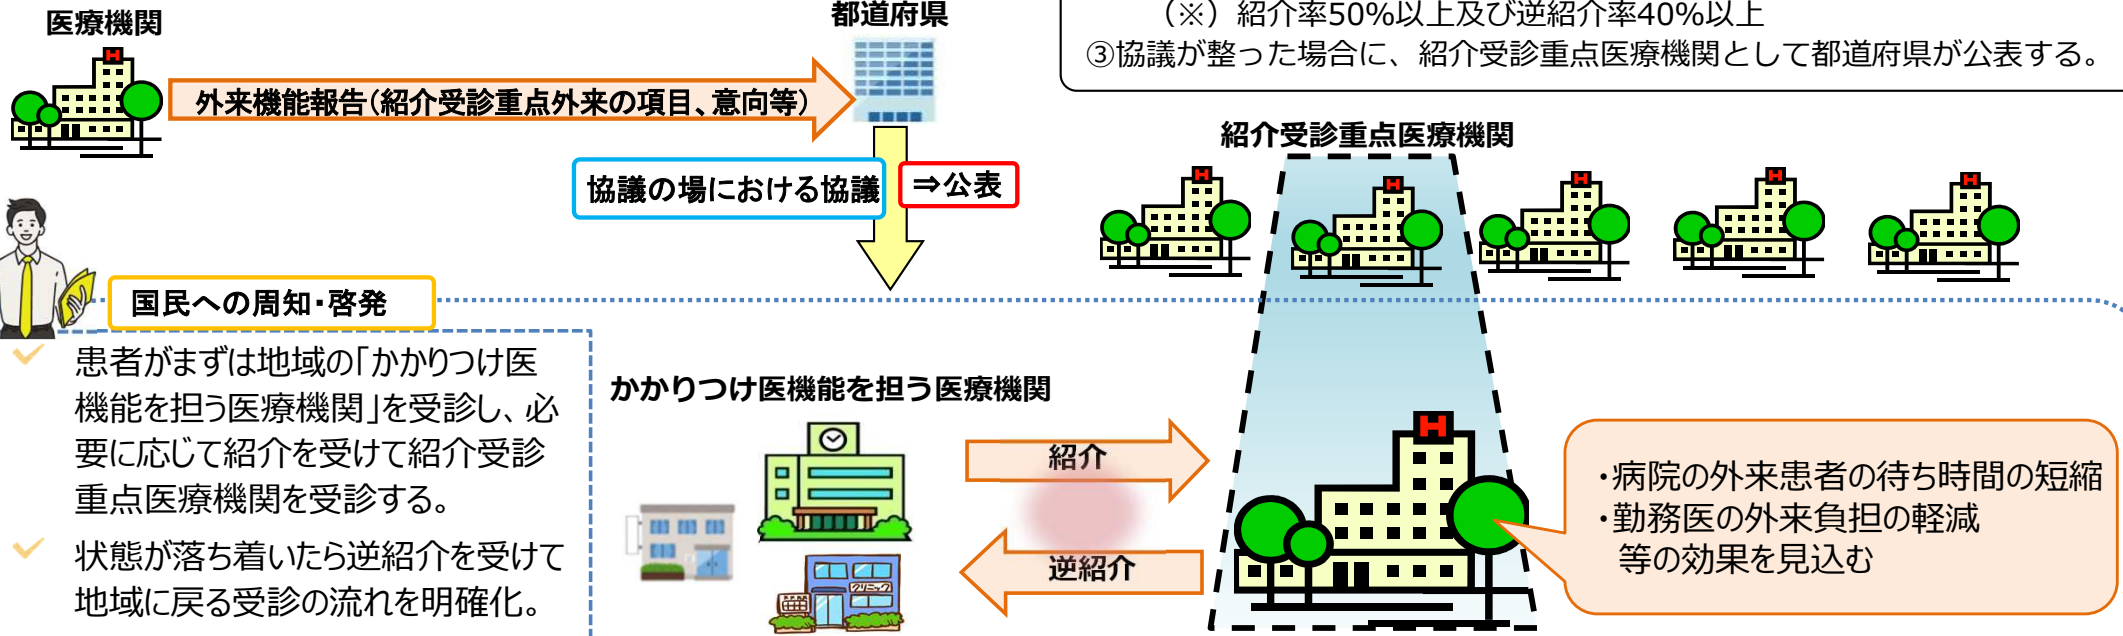 医療機関
都道府県
(※)紹介率50%以上及び逆紹介率40%以上
③協議が整った場合に、紹介受診重点医療機関として都道府県が公表する。
外来機能報告(紹介受診重点外来の項目、意向等)
協議の場における協議
⇒公表
紹介受診重点医療機関
国民への周知・啓発
患者がまずは地域の「かかりつけ医
機能を担う医療機関」を受診し、必
要に応じて紹介を受けて紹介受診
重点医療機関を受診する。
状態が落ち着いたら逆紹介を受けて
地域に戻る受診の流れを明確化。
かかりつけ医機能を担う医療機関
クリニック
紹介
逆紹介
・病院の外来患者の待ち時間の短縮
・勤務医の外来負担の軽減
等の効果を見込む